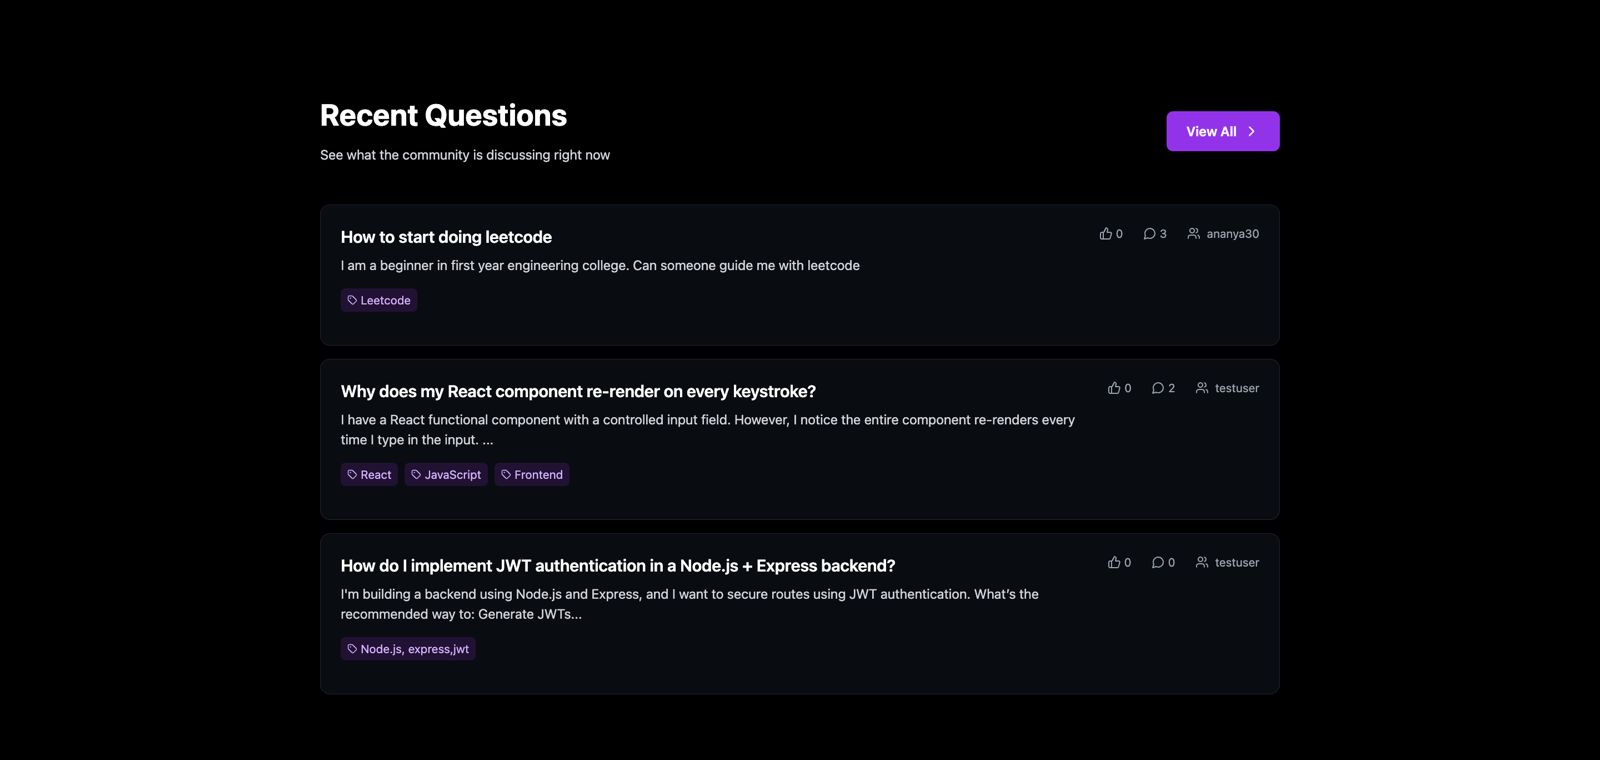 Recent Questions
See what the community is discussing right now
View All
How to start doing leetcode
0 3 ananya30
I am a beginner in first year engineering college. Can someone guide me with leetcode
Leetcode
Why does my React component re-render on every keystroke?
0 2 testuser
I have a React functional component with a controlled input field. However, I notice the entire component re-renders every
time I type in the input. ...
React JavaScript Frontend
How do I implement JWT authentication in a Node.js + Express backend?
0 0 testuser
I'm building a backend using Node.js and Express, and I want to secure routes using JWT authentication. What's the
recommended way to: Generate JWTs...
Node.js, express,jwt